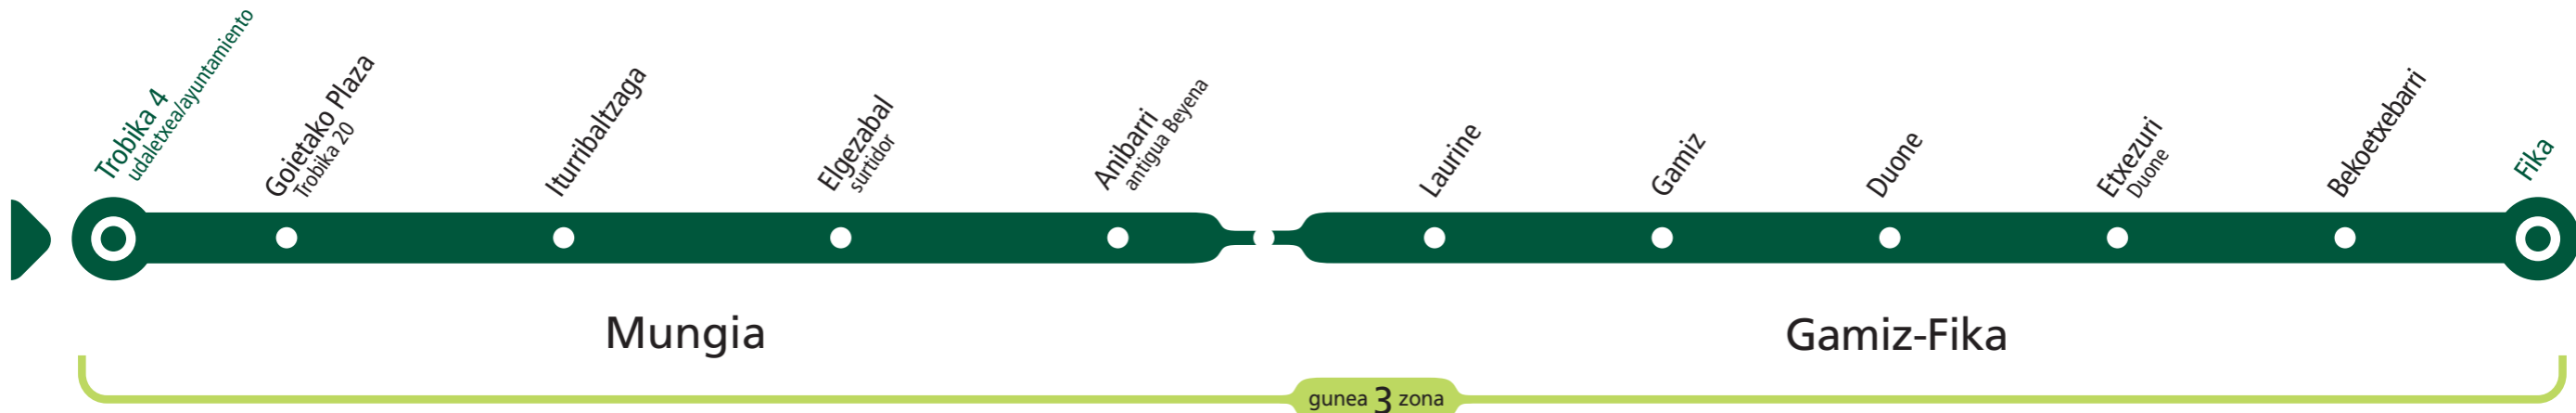 Trobika 4
udaletxea/ayuntamiento
Goietako Plaza
Trobika 20
Iturribaltzaga
Elgezabal
surtidor
Anibarri
antigua Beyena
Laurine
Gamiz
Duone
Etxezuri
Duone
Bekoetxebarri
Fika
Mungia
Gamiz-Fika
gunea 3 zona